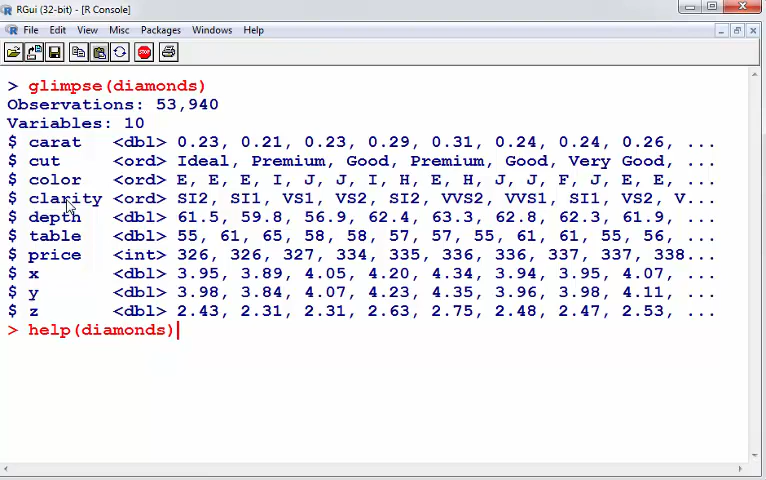 RGui (32-bit) - [R Console]
File Edit View Misc Packages Windows Help
> glimpse(diamonds)
Observations: 53,940
Variables: 10
$ carat <dbl> 0.23, 0.21, 0.23, 0.29, 0.31, 0.24, 0.24, 0.26, ...
$ cut <ord> Ideal, Premium, Good, Premium, Good, Very Good, ...
$ color <ord> E, E, E, I, J, J, I, H, E, H, J, J, F, J, E, E, ...
$ clarity <ord> SI2, SI1, VS1, VS2, SI2, VVS2, VVS1, SI1, VS2, V...
$ depth <dbl> 61.5, 59.8, 56.9, 62.4, 63.3, 62.8, 62.3, 61.9, ...
$ table <dbl> 55, 61, 65, 58, 58, 57, 57, 55, 61, 61, 55, 56, ...
$ price <int> 326, 326, 327, 334, 335, 336, 336, 337, 337, 338...
$ x <dbl> 3.95, 3.89, 4.05, 4.20, 4.34, 3.94, 3.95, 4.07, ...
$ y <dbl> 3.98, 3.84, 4.07, 4.23, 4.35, 3.96, 3.98, 4.11, ...
$ z <dbl> 2.43, 2.31, 2.31, 2.63, 2.75, 2.48, 2.47, 2.53, ...
> help(diamonds)